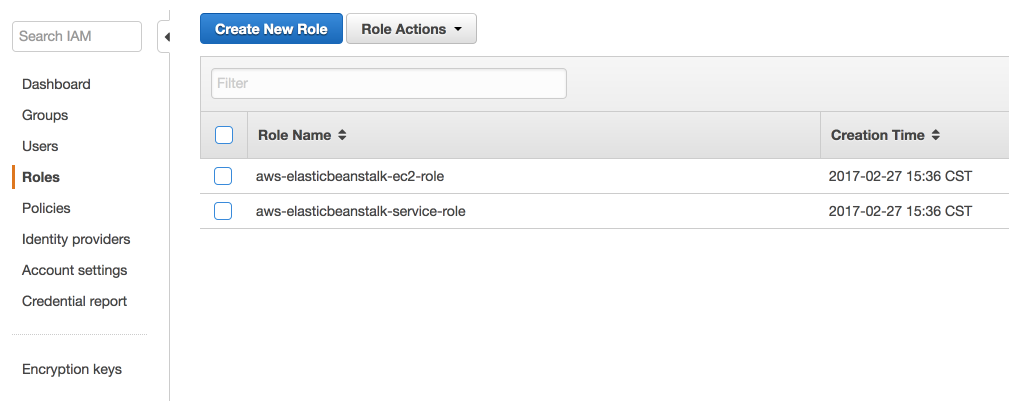 Search IAM
Dashboard
Groups
Users
Roles
Policies
Identity providers
Account settings
Credential report
Encryption keys
Create New Role
Role Actions
Filter
Role Name
Creation Time
aws-elasticbeanstalk-ec2-role
2017-02-27 15:36 CST
aws-elasticbeanstalk-service-role
2017-02-27 15:36 CST